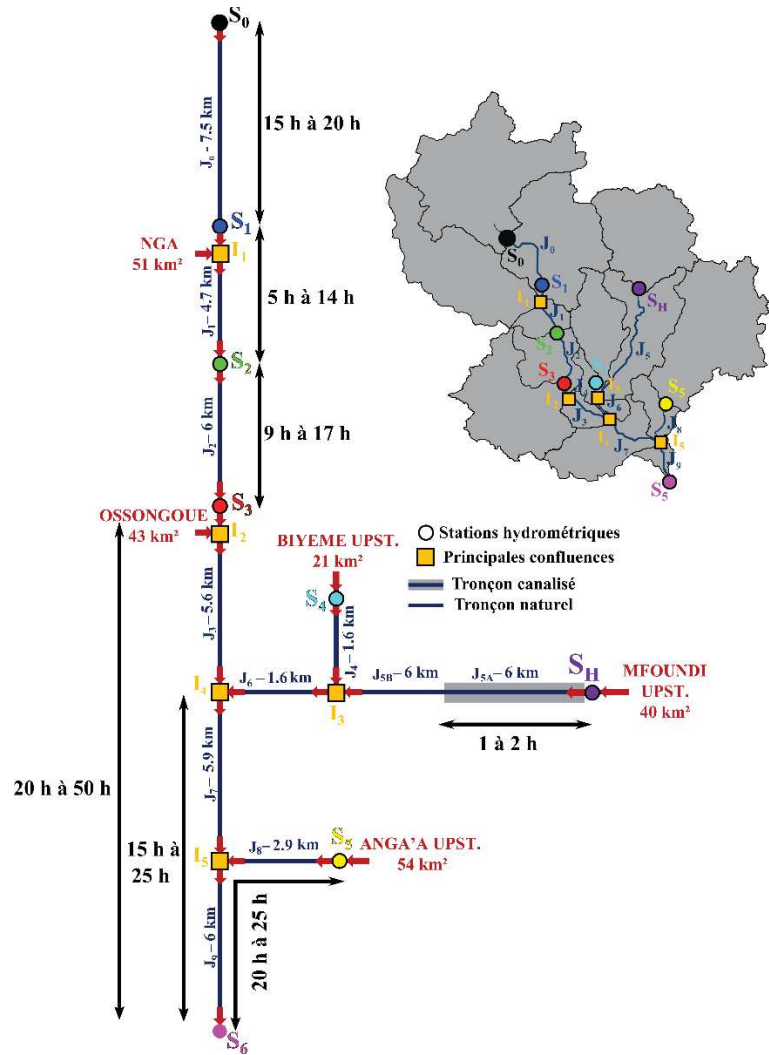 S0
J0 - 7.5 km
15 h à 20 h
S1
NGA
51 km²
I1
J1– 4.7 km
5 h à 14 h
S2
J2– 6 km
9 h à 17 h
S3
OSSONGOUE
43 km²
I2
J3– 5.6 km
BIYEME UPST.
21 km²
S4
J4– 1.6 km
Stations hydrométriques
Principales confluences
Tronçon canalisé
Tronçon naturel
I4
J6 – 1.6 km
I3
J5B – 6 km
J5A– 6 km
SH
MFOUNDI
UPST.
40 km²
1 à 2 h
20 h à 50 h
J7– 5.9 km
15 h à
25 h
I5
J8– 2.9 km
S5
ANGA'A UPST.
54 km²
20 h à 25 h
J9– 6 km
S6
S0
J0
S1
I1
J1
S2
J2
SH
J5
S3
I2
J3
I3
J6
I4
J7
S5
J8
I5
J9
S5